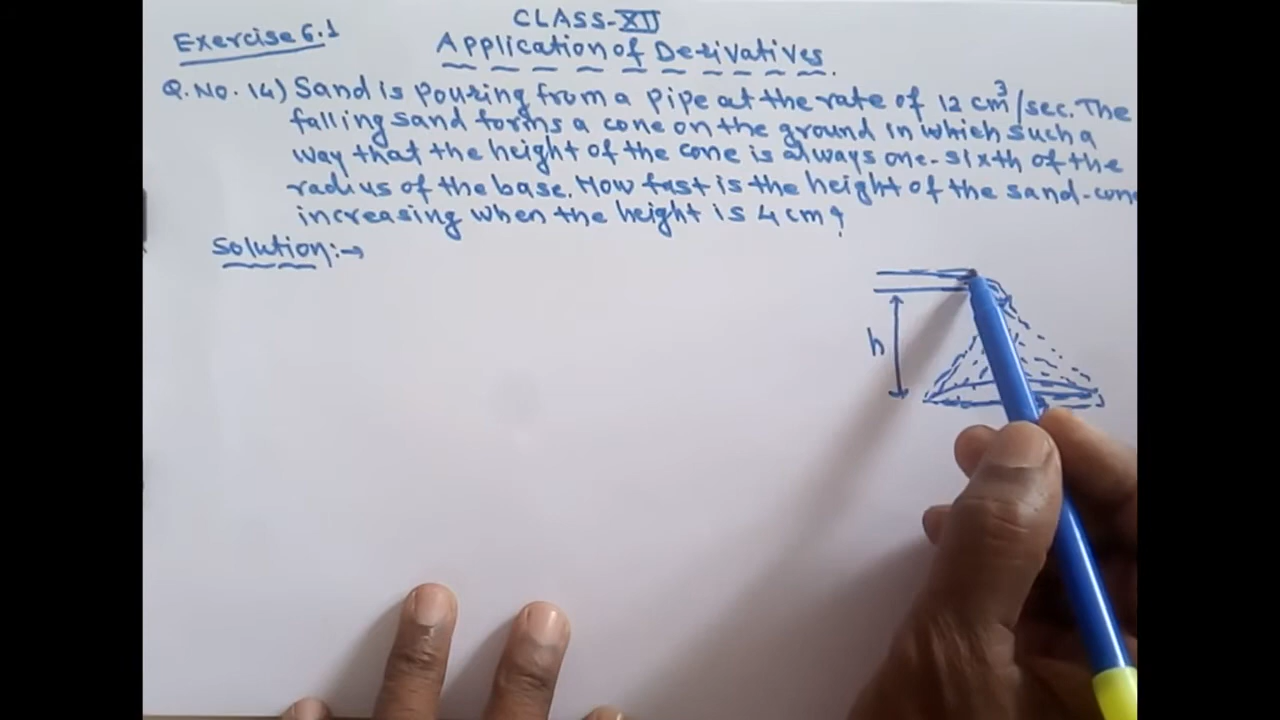 CLASS-XII
Exercise 6.1
Application of Derivatives
Q.No. 14) Sand is pouring from a pipe at the rate of 12 cm³/sec. The
falling sand forms a cone on the ground in which such a
way that the height of the cone is always one-sixth of the
radius of the base. How fast is the height of the sand-cone
increasing when the height is 4 cm?
Solution:→
h